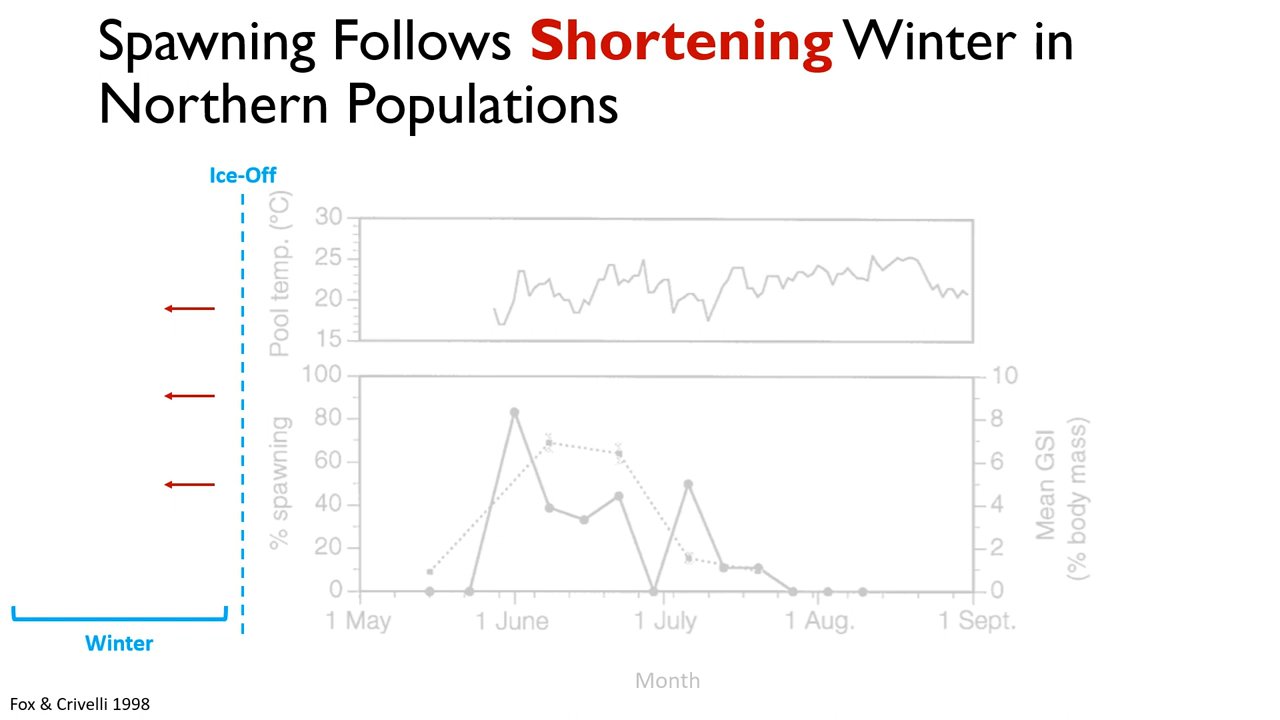 Spawning Follows Shortening Winter in
Northern Populations
Ice-Off
Pool temp. (°C)
30
25
20
15
% spawning
100
80
60
40
20
0
10
8
6
4
2
0
Mean GSI
(% body mass)
1 May
1 June
1 July
1 Aug.
1 Sept.
Winter
Month
Fox & Crivelli 1998